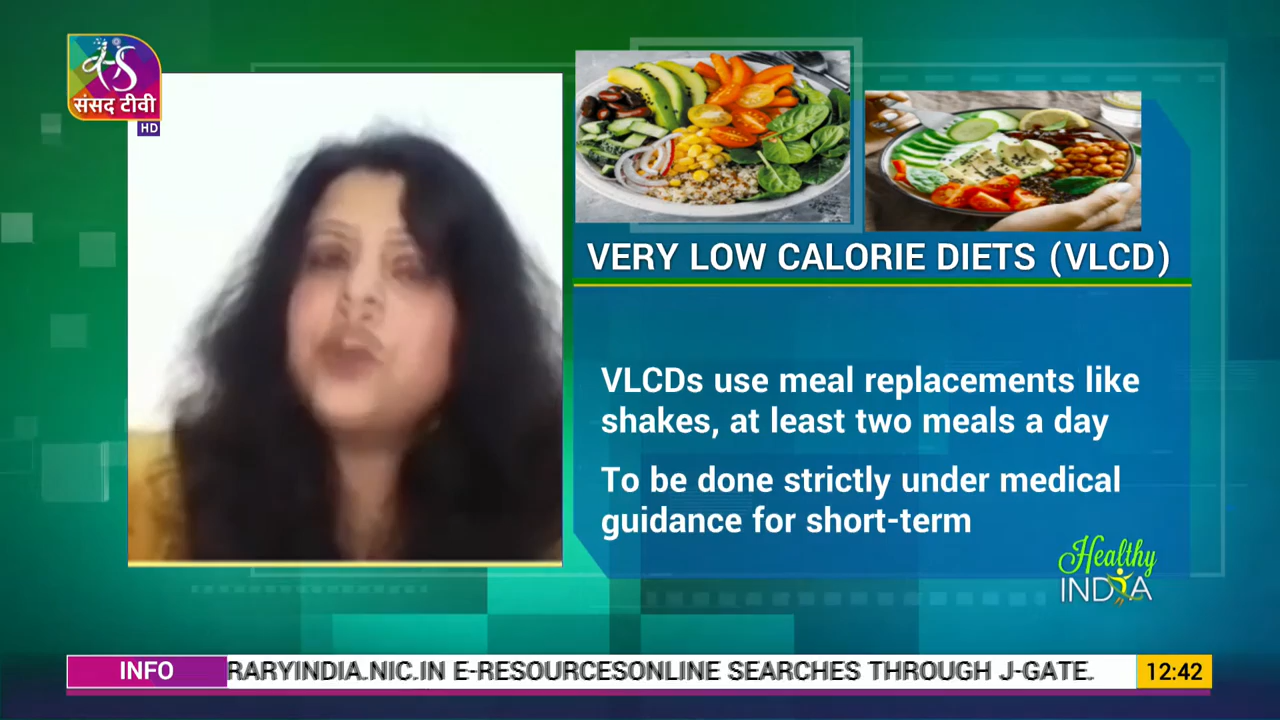 संसद टीवी
HD
VERY LOW CALORIE DIETS (VLCD)
VLCDs use meal replacements like
shakes, at least two meals a day
To be done strictly under medical
guidance for short-term
Healthy
INDIA
INFO
RARYINDIA.NIC.IN E-RESOURCESONLINE SEARCHES THROUGH J-GATE.
12:42